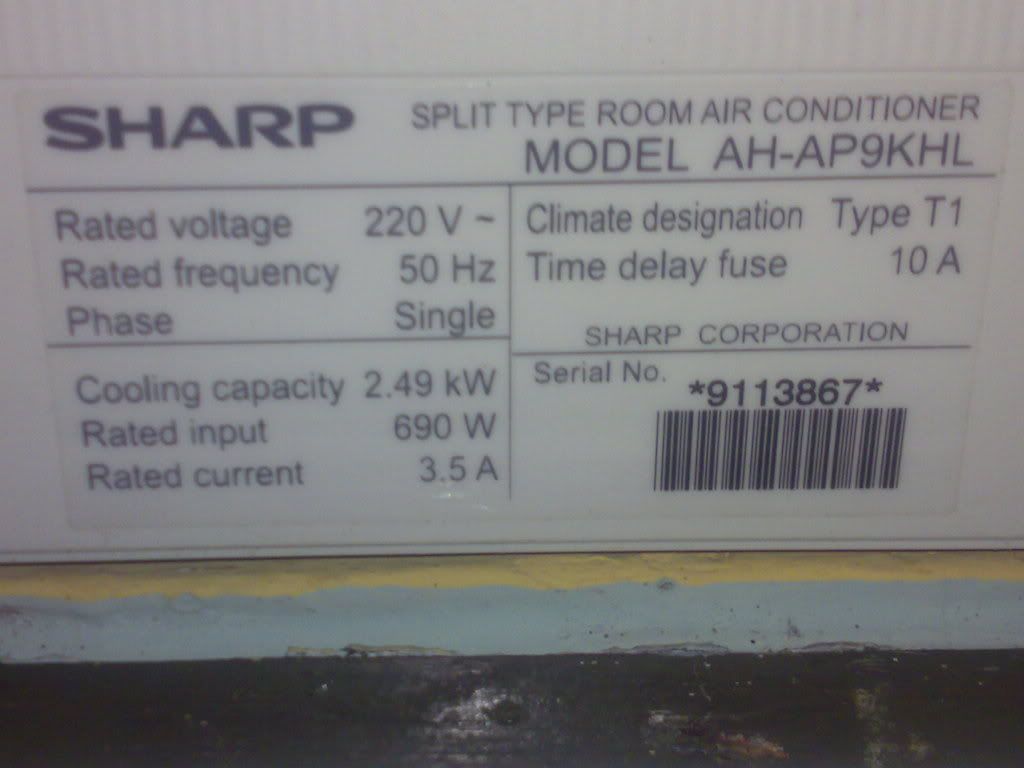 SHARP
SPLIT TYPE ROOM AIR CONDITIONER
MODEL AH-AP9KHL
Rated voltage 220 V ~
Rated frequency 50 Hz
Phase Single
Cooling capacity 2.49 kW
Rated input 690 W
Rated current 3.5 A
Climate designation Type T1
Time delay fuse 10 A
SHARP CORPORATION
Serial No.
*9113867*